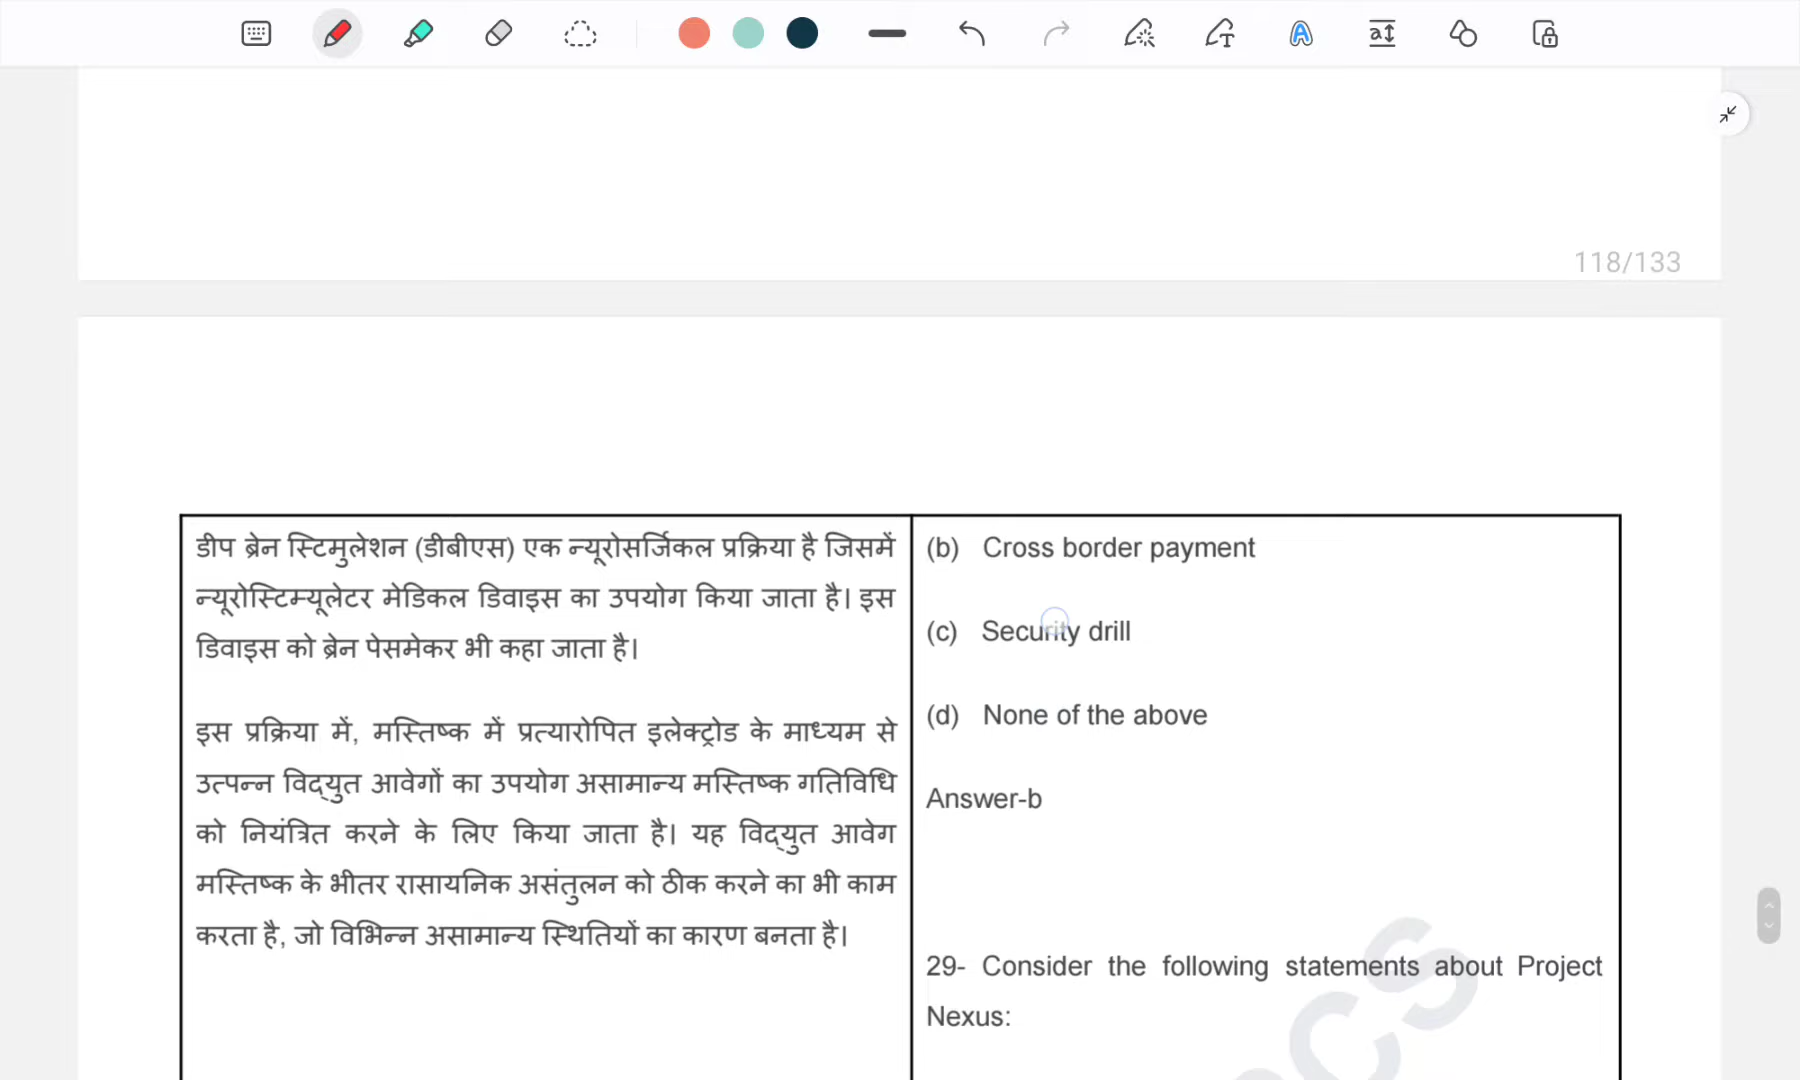 118/133
डीप ब्रेन स्टिमुलेशन (डीबीएस) एक न्यूरोसर्जिकल प्रक्रिया है जिसमें
न्यूरोस्टिम्यूलेटर मेडिकल डिवाइस का उपयोग किया जाता है। इस
डिवाइस को ब्रेन पेसमेकर भी कहा जाता है।
इस प्रक्रिया में, मस्तिष्क में प्रत्यारोपित इलेक्ट्रोड के माध्यम से
उत्पन्न विद्युत आवेगों का उपयोग असामान्य मस्तिष्क गतिविधि
को नियंत्रित करने के लिए किया जाता है। यह विद्युत आवेग
मस्तिष्क के भीतर रासायनिक असंतुलन को ठीक करने का भी काम
करता है, जो विभिन्न असामान्य स्थितियों का कारण बनता है।
(b) Cross border payment
(c) Security drill
(d) None of the above
Answer-b
29- Consider the following statements about Project
Nexus: